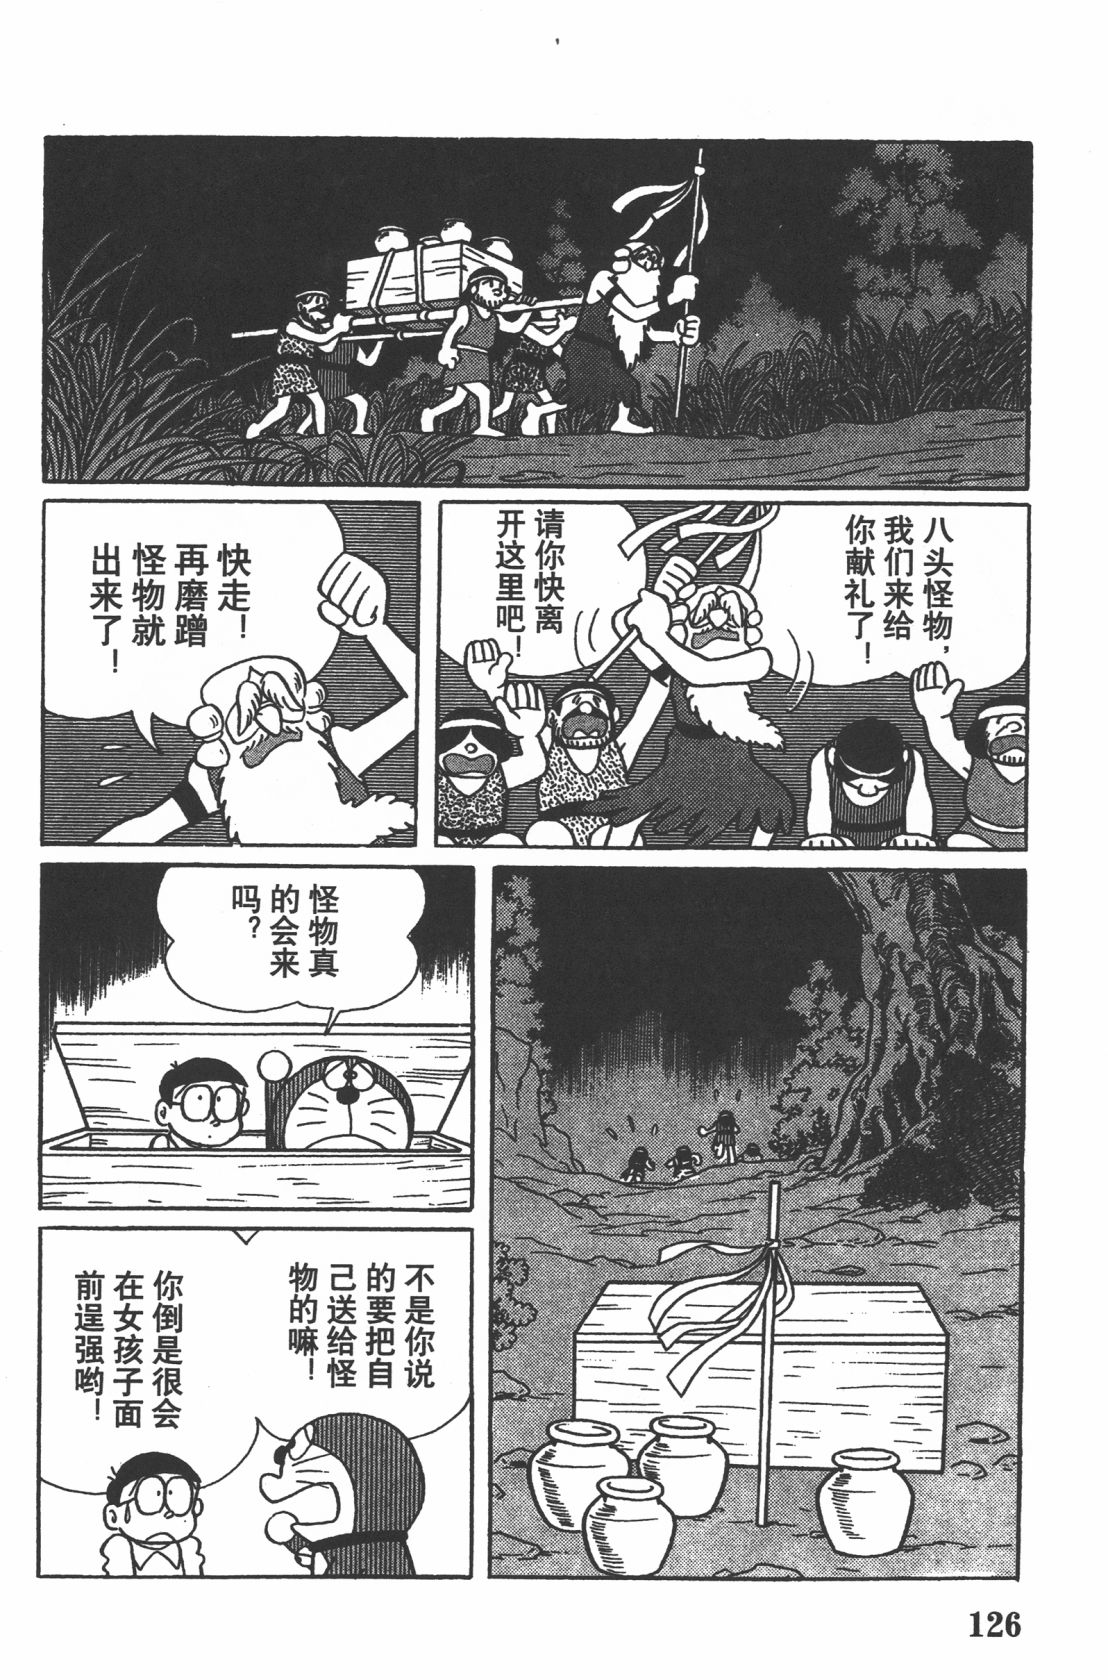 八头怪物，
我们来给
你献礼了！
请你快离
开这里吧！
快走！
再磨蹭
怪物就
出来了！
怪物真
的会来
吗？
不是你说
的要把自
己送给怪
物的嘛！
你倒是很会
在女孩子面
前逞强哟！
126